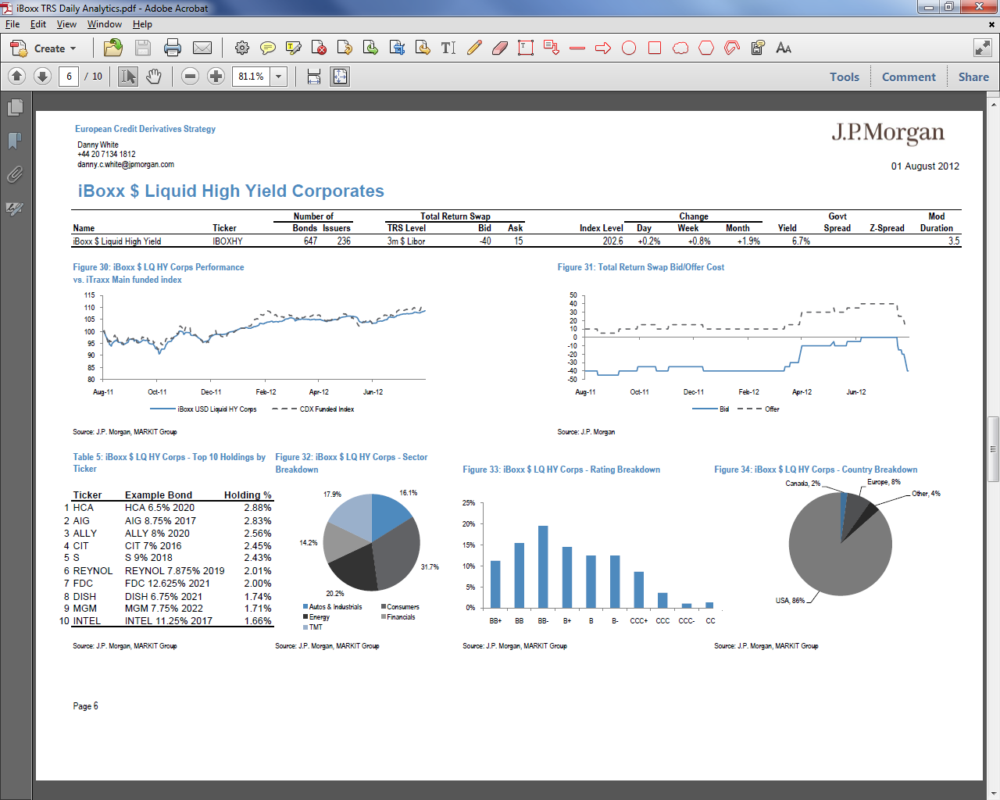 iBoxx TRS Daily Analytics.pdf - Adobe Acrobat
File Edit View Window Help
Create
6 / 10 81.1% Tools Comment Share
European Credit Derivatives Strategy
Danny White
+44 20 7134 1812
danny.c.white@jpmorgan.com
J.P.Morgan
01 August 2012
iBoxx $ Liquid High Yield Corporates
Number of Total Return Swap Change Govt Mod
Name Ticker Bonds Issuers TRS Level Bid Ask Index Level Day Week Month Yield Spread Z-Spread Duration
iBoxx $ Liquid High Yield IBOXHY 647 236 3m $ Libor -40 15 202.6 +0.2% +0.8% +1.9% 6.7% 3.5
Figure 30: iBoxx $ LQ HY Corps Performance
vs. iTraxx Main funded index
115
110
105
100
95
90
85
80
Aug-11 Oct-11 Dec-11 Feb-12 Apr-12 Jun-12
iBoxx USD Liquid HY Corps CDX Funded Index
Source: J.P. Morgan, MARKIT Group
Figure 31: Total Return Swap Bid/Offer Cost
50
40
30
20
10
0
-10
-20
-30
-40
-50
Aug-11 Oct-11 Dec-11 Feb-12 Apr-12 Jun-12
Bid Offer
Source: J.P. Morgan
Table 5: iBoxx $ LQ HY Corps - Top 10 Holdings by
Ticker
Ticker Example Bond Holding %
1 HCA HCA 6.5% 2020 2.88%
2 AIG AIG 8.75% 2017 2.83%
3 ALLY ALLY 8% 2020 2.56%
4 CIT CIT 7% 2016 2.45%
5 S S 9% 2018 2.43%
6 REYNOL REYNOL 7.875% 2019 2.01%
7 FDC FDC 12.625% 2021 2.00%
8 DISH DISH 6.75% 2021 1.74%
9 MGM MGM 7.75% 2022 1.71%
10 INTEL INTEL 11.25% 2017 1.66%
Source: J.P. Morgan, MARKIT Group
Figure 32: iBoxx $ LQ HY Corps - Sector
Breakdown
17.9% 16.1%
14.2%
31.7%
20.2%
Autos & Industrials Consumers
Energy Financials
TMT
Source: J.P. Morgan, MARKIT Group
Figure 33: iBoxx $ LQ HY Corps - Rating Breakdown
25%
20%
15%
10%
5%
0%
BB+ BB BB- B+ B B- CCC+ CCC CCC- CC
Source: J.P. Morgan, MARKIT Group
Figure 34: iBoxx $ LQ HY Corps - Country Breakdown
Canada, 2% Europe, 8%
Other, 4%
USA, 86%
Source: J.P. Morgan, MARKIT Group
Page 6